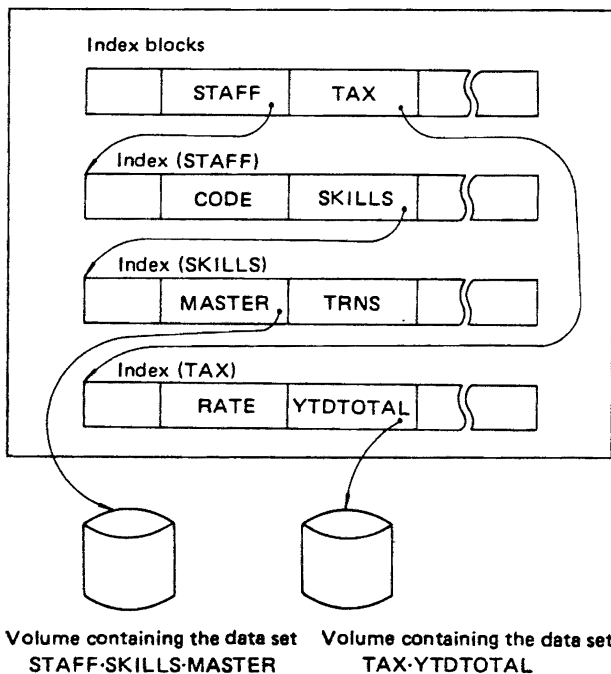 Index blocks
STAFF TAX
Index (STAFF)
CODE SKILLS
Index (SKILLS)
MASTER TRNS
Index (TAX)
RATE YTDTOTAL
Volume containing the data set Volume containing the data set
STAFF·SKILLS·MASTER TAX·YTDTOTAL